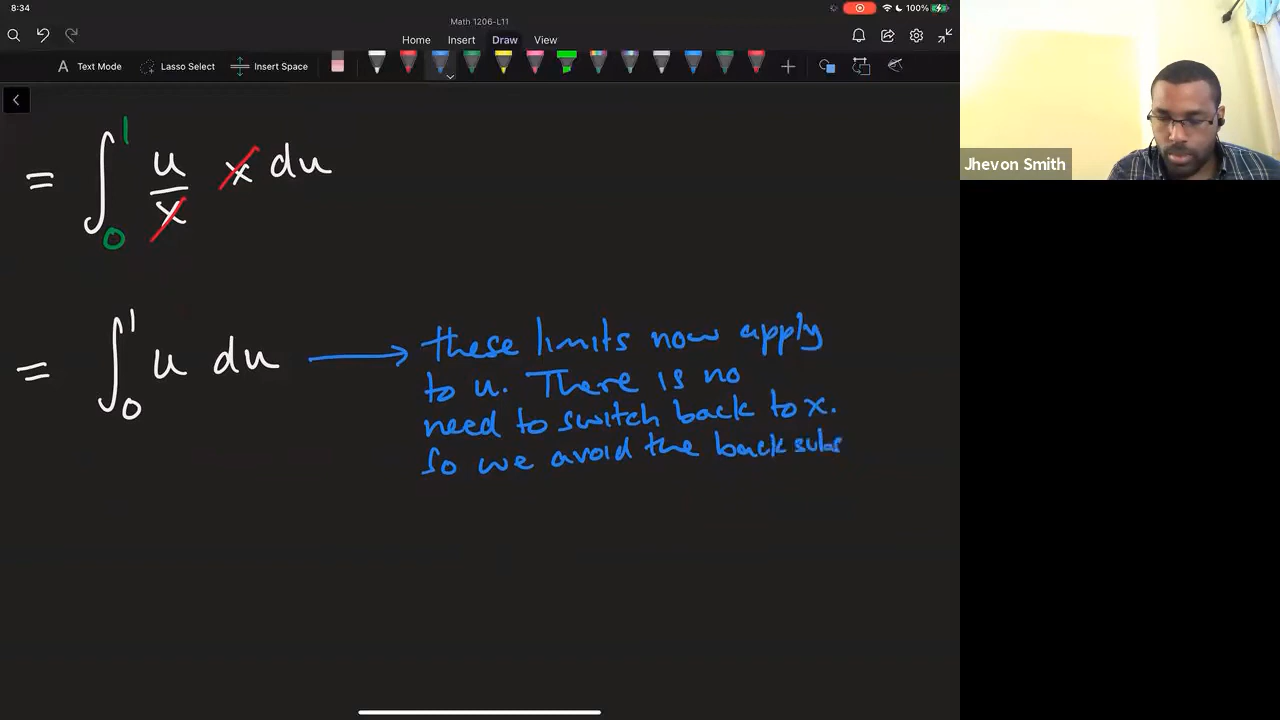 8:34
100%
Math 1206-L11
Home Insert Draw View
Text Mode Lasso Select Insert Space
= ∫₀¹ u/x x du
= ∫₀¹ u du → these limits now apply
to u. There is no
need to switch back to x.
So we avoid the back subs
Jhevon Smith